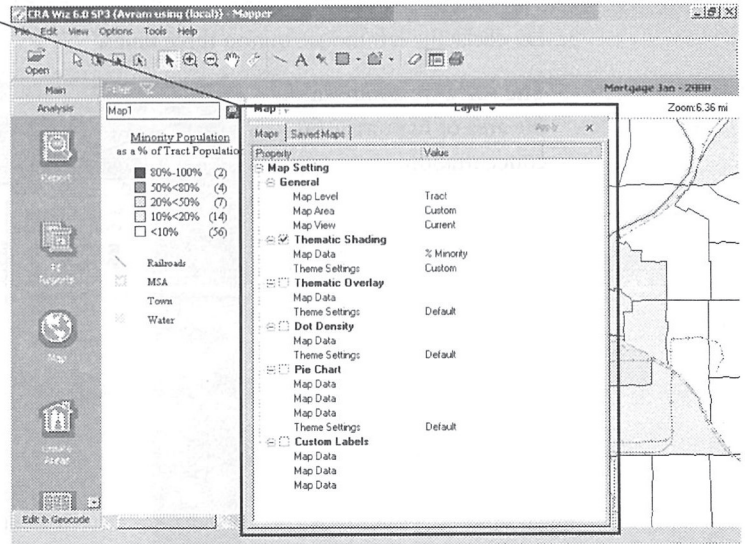 CRA Wiz 6.0 SP3 (Avram using (local)) - Mapper
File Edit View Options Tools Help
Open
Main
Filter
Mortgage Jan - 2000
Analysis
Map1
Map
Layer
Zoom:6.36 mi
Maps
Saved Maps
Apply
Property
Value
Minority Population
as a % of Tract Populatio
80%-100% (2)
50%<80% (4)
20%<50% (7)
10%<20% (14)
<10% (56)
Railroads
MSA
Town
Water
Map Setting
General
Map Level Tract
Map Area Custom
Map View Current
Thematic Shading
Map Data % Minority
Theme Settings Custom
Thematic Overlay
Map Data
Theme Settings Default
Dot Density
Map Data
Theme Settings Default
Pie Chart
Map Data
Map Data
Map Data
Theme Settings Default
Custom Labels
Map Data
Map Data
Map Data
Report
Map
Edit & Geocode